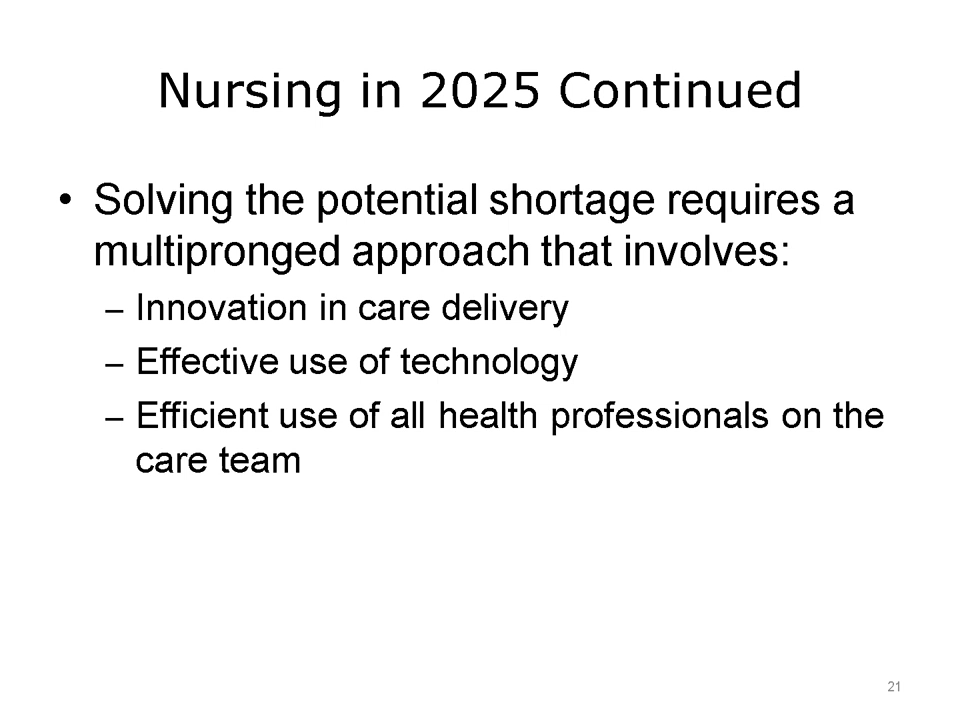 Nursing in 2025 Continued
• Solving the potential shortage requires a
multipronged approach that involves:
– Innovation in care delivery
– Effective use of technology
– Efficient use of all health professionals on the
care team
21